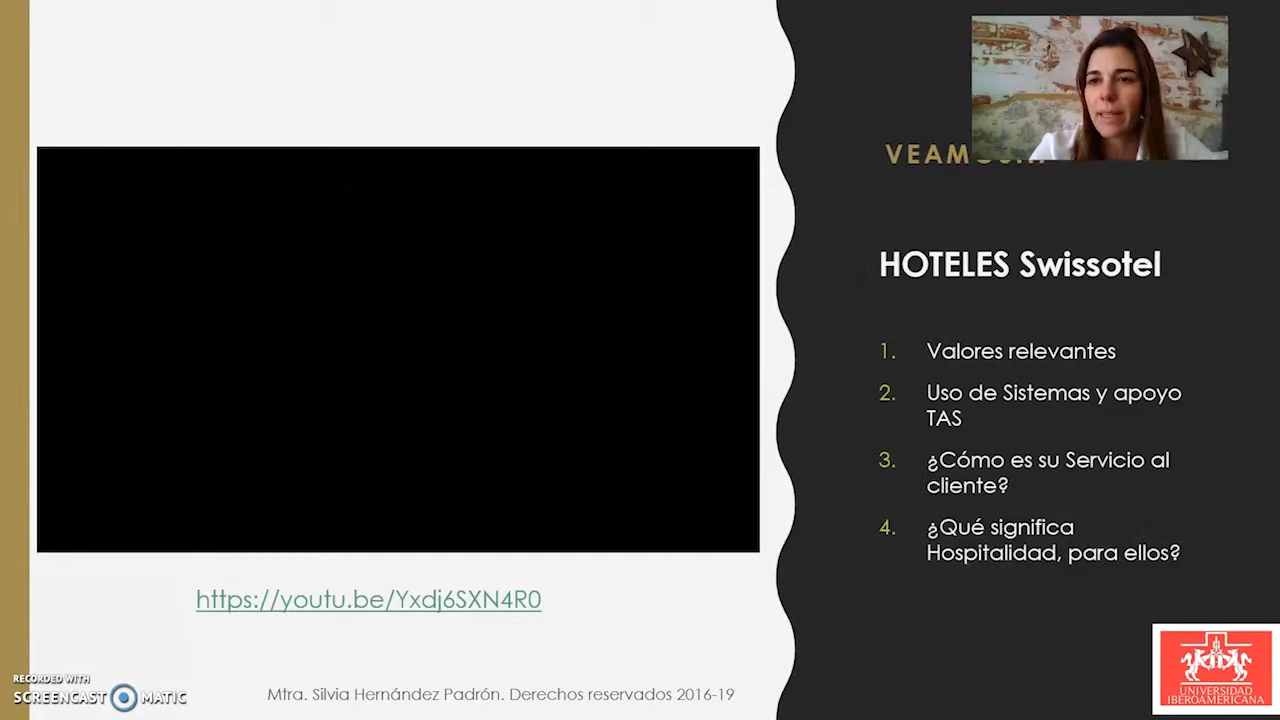 VEAM
HOTELES Swissotel
1. Valores relevantes
2. Uso de Sistemas y apoyo
TAS
3. ¿Cómo es su Servicio al
cliente?
4. ¿Qué significa
Hospitalidad, para ellos?
https://youtu.be/Yxdj6SXN4R0
Mtra. Silvia Hernández Padrón. Derechos reservados 2016-19
RECORDED WITH
SCREENCAST MATIC
UNIVERSIDAD
IBEROAMERICANA